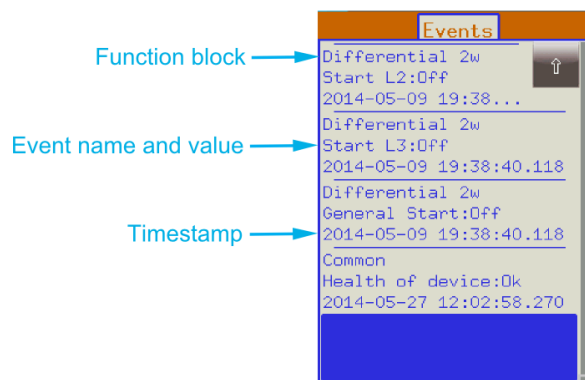 Events
Function block
Differential 2w
Start L2:Off
2014-05-09 19:38...
Differential 2w
Event name and value
Start L3:Off
2014-05-09 19:38:40.118
Differential 2w
General Start:Off
Timestamp
2014-05-09 19:38:40.118
Common
Health of device:Ok
2014-05-27 12:02:58.270